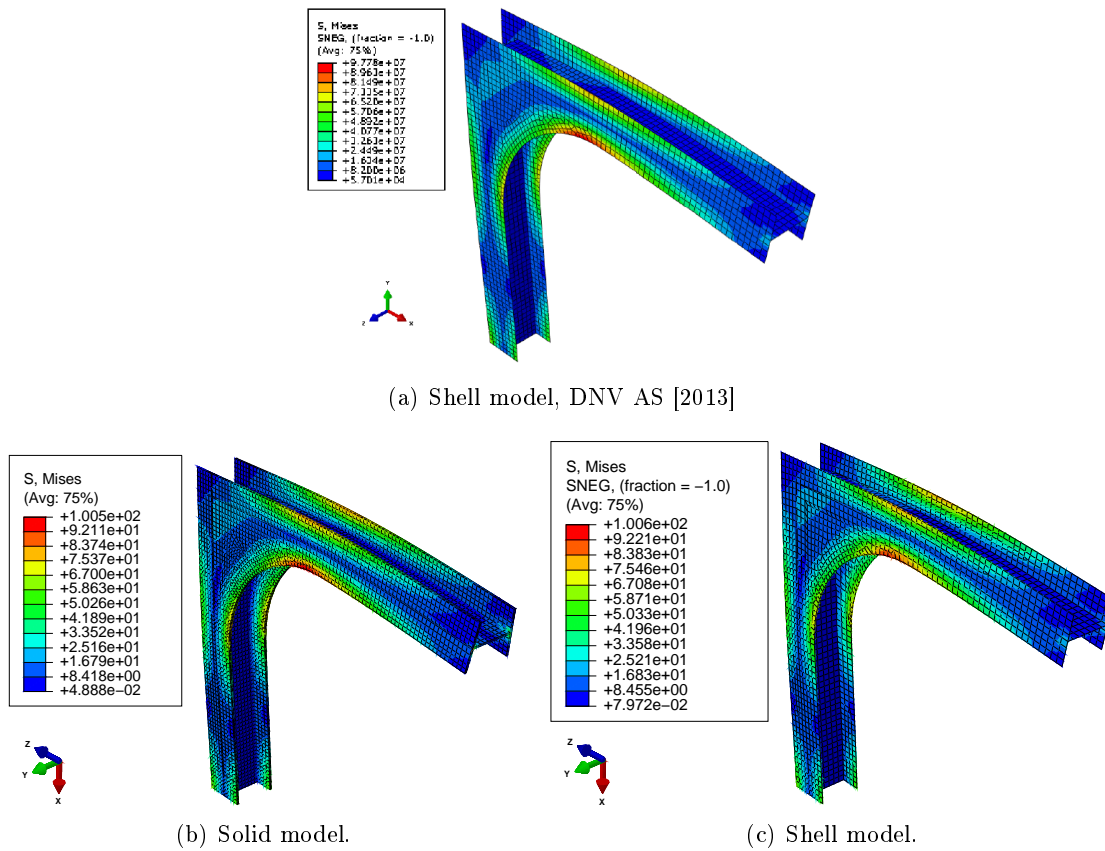 S, Mises
SNEG, (fraction = -1.0)
(Avg: 75%)
+9.778e+07
+8.963e+07
+8.149e+07
+7.335e+07
+6.520e+07
+5.706e+07
+4.892e+07
+4.077e+07
+3.263e+07
+2.449e+07
+1.634e+07
+8.200e+06
+5.701e+04
Y
Z
X
(a) Shell model, DNV AS [2013]
S, Mises
(Avg: 75%)
+1.005e+02
+9.211e+01
+8.374e+01
+7.537e+01
+6.700e+01
+5.863e+01
+5.026e+01
+4.189e+01
+3.352e+01
+2.516e+01
+1.679e+01
+8.418e+00
+4.888e−02
Z
Y
X
(b) Solid model.
S, Mises
SNEG, (fraction = −1.0)
(Avg: 75%)
+1.006e+02
+9.221e+01
+8.383e+01
+7.546e+01
+6.708e+01
+5.871e+01
+5.033e+01
+4.196e+01
+3.358e+01
+2.521e+01
+1.683e+01
+8.455e+00
+7.972e−02
Z
Y
X
(c) Shell model.